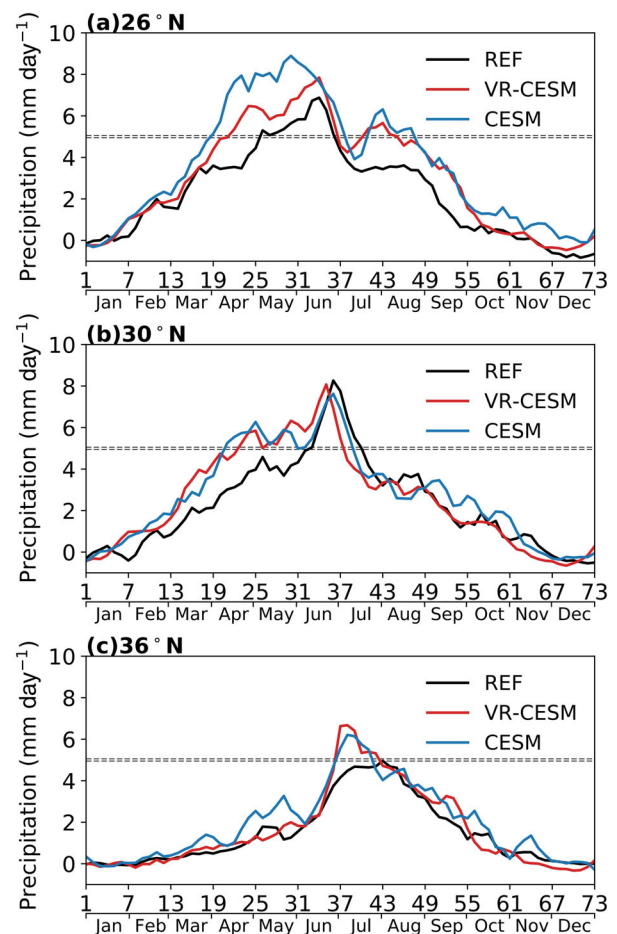 (a)26°N
Precipitation (mm day⁻¹)
10
8
6
4
2
0
REF
VR-CESM
CESM
1 7 13 19 25 31 37 43 49 55 61 67 73
Jan Feb Mar Apr May Jun Jul Aug Sep Oct Nov Dec
(b)30°N
Precipitation (mm day⁻¹)
10
8
6
4
2
0
REF
VR-CESM
CESM
1 7 13 19 25 31 37 43 49 55 61 67 73
Jan Feb Mar Apr May Jun Jul Aug Sep Oct Nov Dec
(c)36°N
Precipitation (mm day⁻¹)
10
8
6
4
2
0
REF
VR-CESM
CESM
1 7 13 19 25 31 37 43 49 55 61 67 73
Jan Feb Mar Apr May Jun Jul Aug Sep Oct Nov Dec